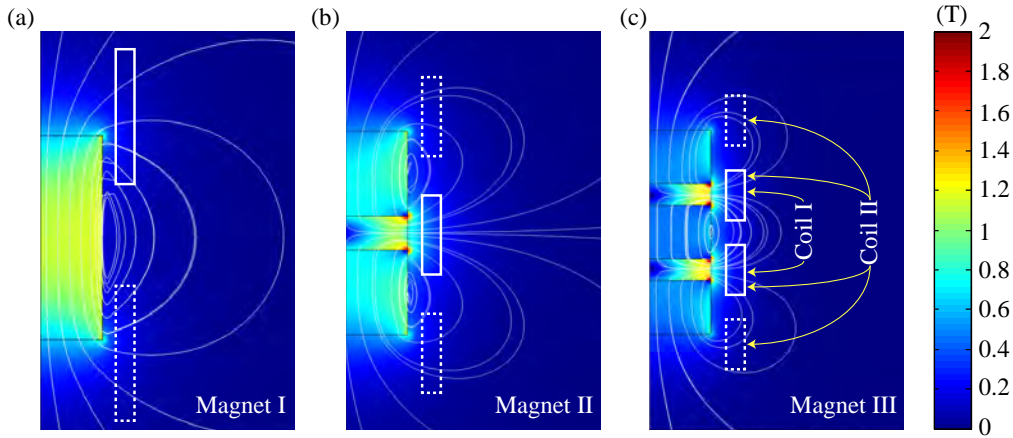 (a)
(b)
(c)
(T)
Magnet I
Magnet II
Magnet III
Coil I
Coil II
2
1.8
1.6
1.4
1.2
1
0.8
0.6
0.4
0.2
0